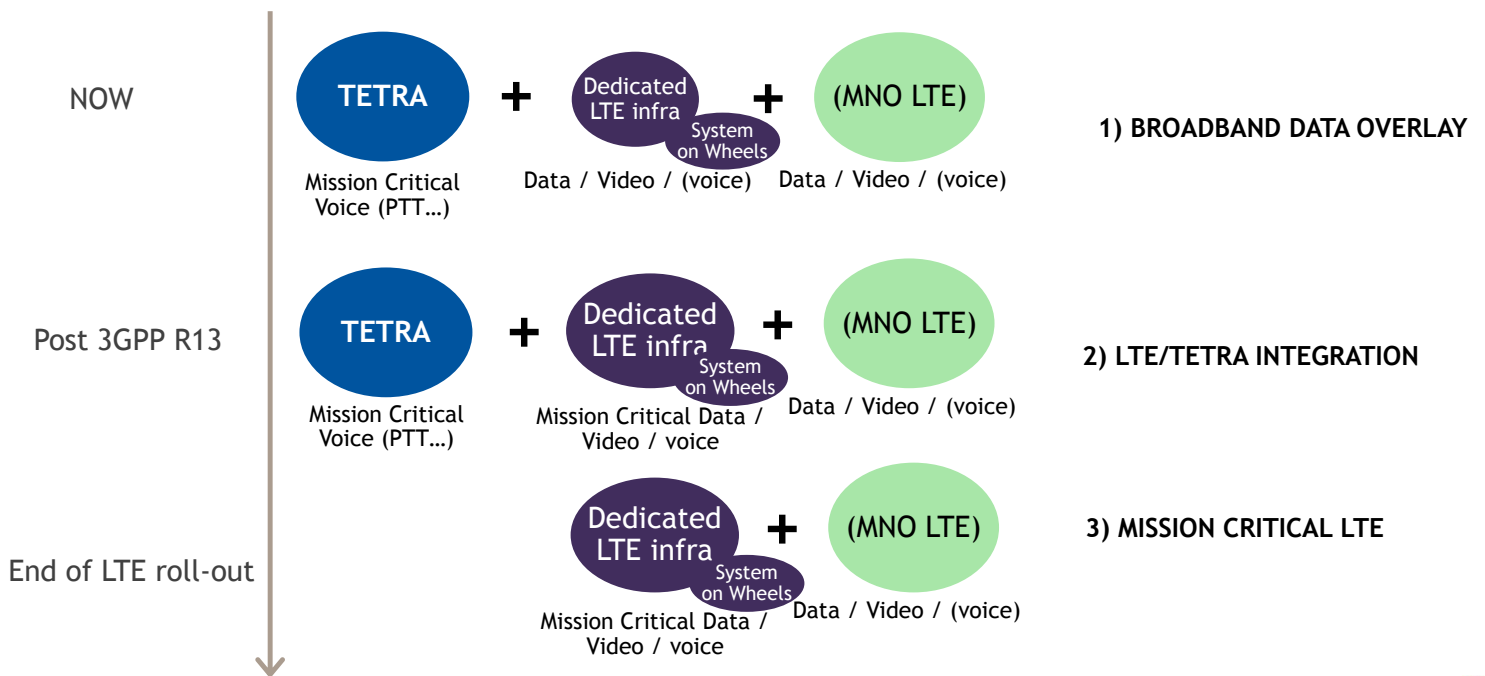 NOW
TETRA
+
Dedicated
LTE infra
System
on Wheels
+
(MNO LTE)
1) BROADBAND DATA OVERLAY
Mission Critical
Voice (PTT…)
Data / Video / (voice)
Data / Video / (voice)
Post 3GPP R13
TETRA
+
Dedicated
LTE infra
System
on Wheels
+
(MNO LTE)
2) LTE/TETRA INTEGRATION
Mission Critical
Voice (PTT…)
Mission Critical Data /
Video / voice
Data / Video / (voice)
End of LTE roll-out
Dedicated
LTE infra
System
on Wheels
+
(MNO LTE)
3) MISSION CRITICAL LTE
Mission Critical Data /
Video / voice
Data / Video / (voice)